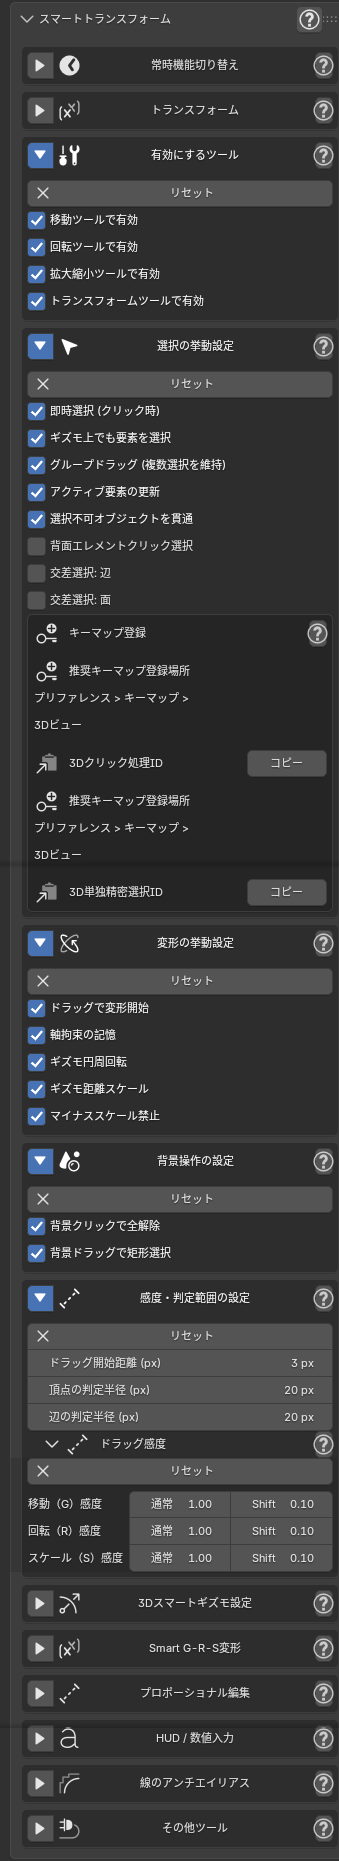 スマートトランスフォーム
常時機能切り替え
トランスフォーム
有効にするツール
リセット
移動ツールで有効
回転ツールで有効
拡大縮小ツールで有効
トランスフォームツールで有効
選択の挙動設定
リセット
即時選択 (クリック時)
ギズモ上でも要素を選択
グループドラッグ (複数選択を維持)
アクティブ要素の更新
選択不可オブジェクトを貫通
背面エレメントクリック選択
交差選択: 辺
交差選択: 面
キーマップ登録
推奨キーマップ登録場所
プリファレンス > キーマップ >
3Dビュー
3Dクリック処理ID コピー
推奨キーマップ登録場所
プリファレンス > キーマップ >
3Dビュー
3D単独精密選択ID コピー
変形の挙動設定
リセット
ドラッグで変形開始
軸拘束の記憶
ギズモ円周回転
ギズモ距離スケール
マイナススケール禁止
背景操作の設定
リセット
背景クリックで全解除
背景ドラッグで矩形選択
感度・判定範囲の設定
リセット
ドラッグ開始距離 (px) 3 px
頂点の判定半径 (px) 20 px
辺の判定半径 (px) 20 px
ドラッグ感度
リセット
移動（G）感度 通常 1.00 Shift 0.10
回転（R）感度 通常 1.00 Shift 0.10
スケール（S）感度 通常 1.00 Shift 0.10
3Dスマートギズモ設定
Smart G-R-S変形
プロポーショナル編集
HUD / 数値入力
線のアンチエイリアス
その他ツール